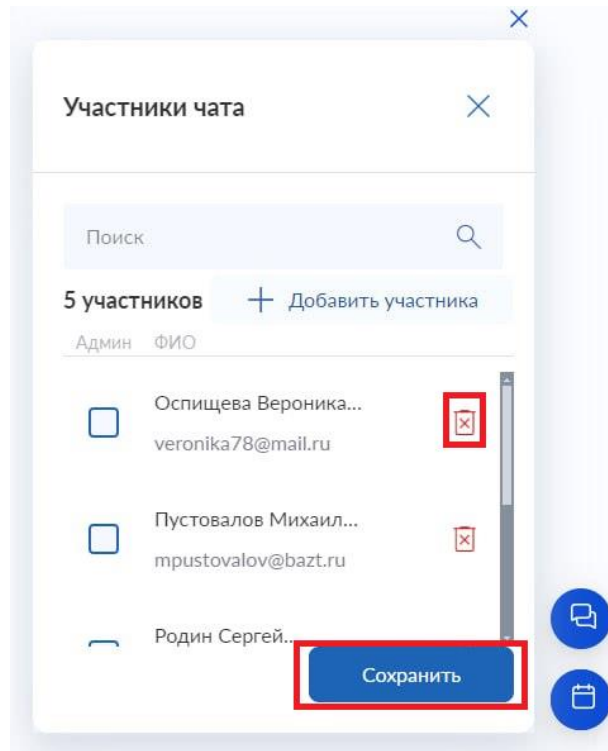 Участники чата
Поиск
5 участников
Добавить участника
Админ ФИО
Оспищева Вероника...
veronika78@mail.ru
Пустовалов Михаил...
mpustovalov@bazt.ru
Родин Сергей...
Сохранить